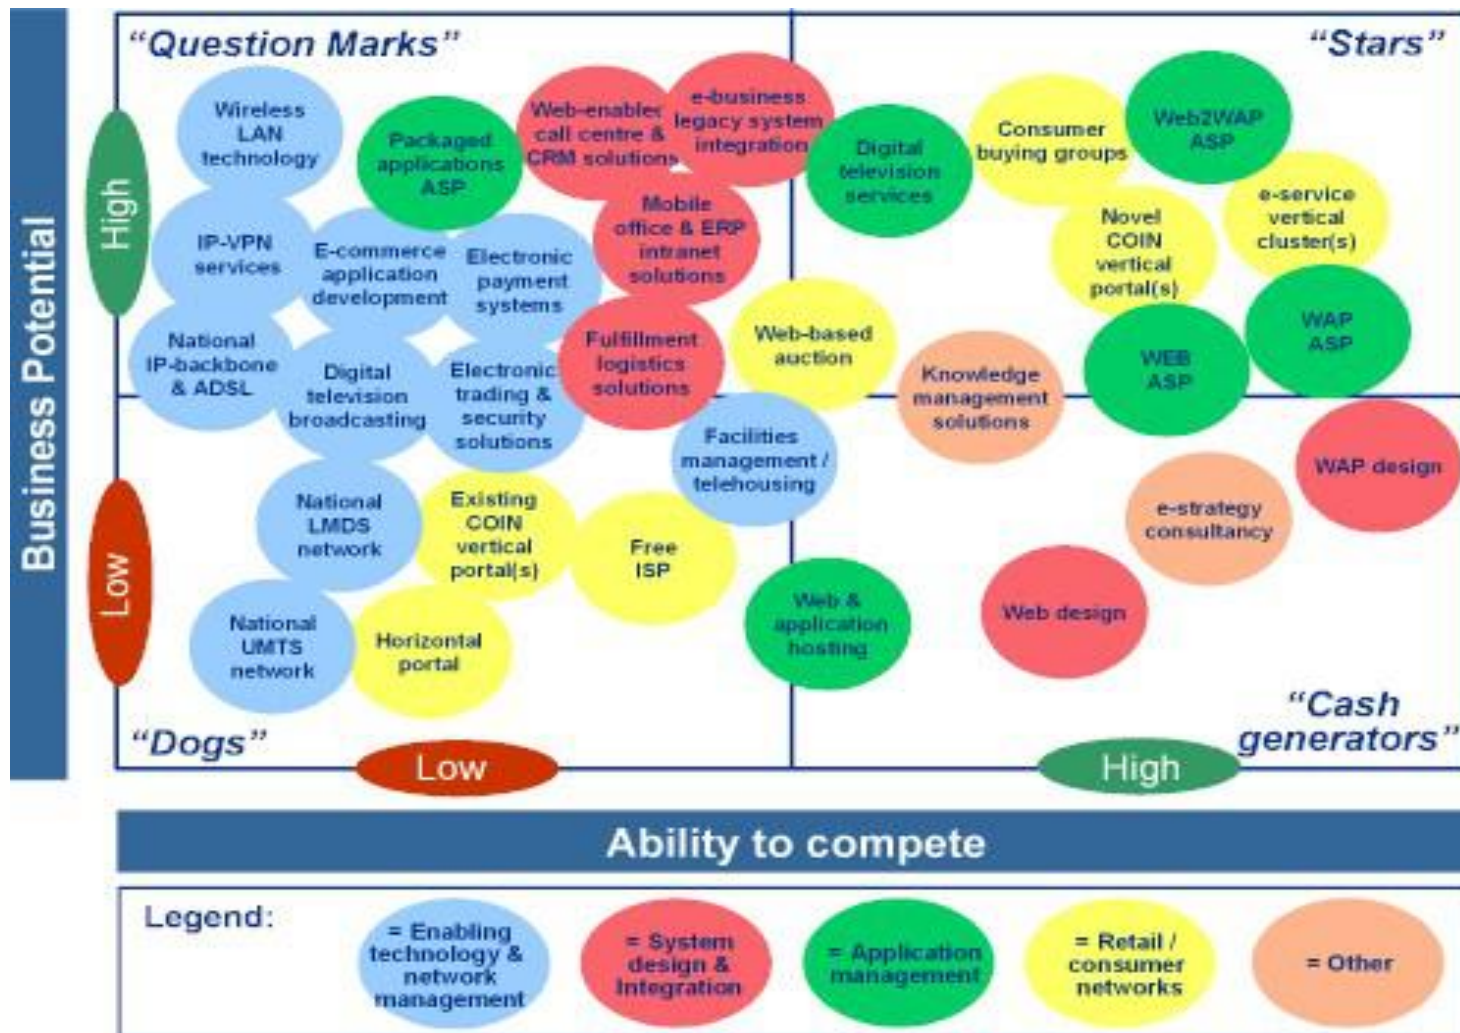 “Question Marks”
“Stars”
Wireless
LAN
technology
Packaged
applications
ASP
Web-enabled
call centre &
CRM solutions
e-business
legacy system
integration
Digital
television
services
Consumer
buying groups
Web2WAP
ASP
IP-VPN
services
E-commerce
application
development
Electronic
payment
systems
Mobile
office & ERP
intranet
solutions
Novel
COIN
vertical
portal(s)
e-service
vertical
cluster(s)
National
IP-backbone
& ADSL
Digital
television
broadcasting
Electronic
trading &
security
solutions
Fulfillment
logistics
solutions
Web-based
auction
Knowledge
management
solutions
WEB
ASP
WAP
ASP
Facilities
management /
telehousing
WAP design
National
LMDS
network
Existing
COIN
vertical
portal(s)
Free
ISP
e-strategy
consultancy
National
UMTS
network
Horizontal
portal
Web &
application
hosting
Web design
“Dogs”
“Cash
generators”
Business Potential
High
Low
Low
High
Ability to compete
Legend:
= Enabling
technology &
network
management
= System
design &
Integration
= Application
management
= Retail /
consumer
networks
= Other